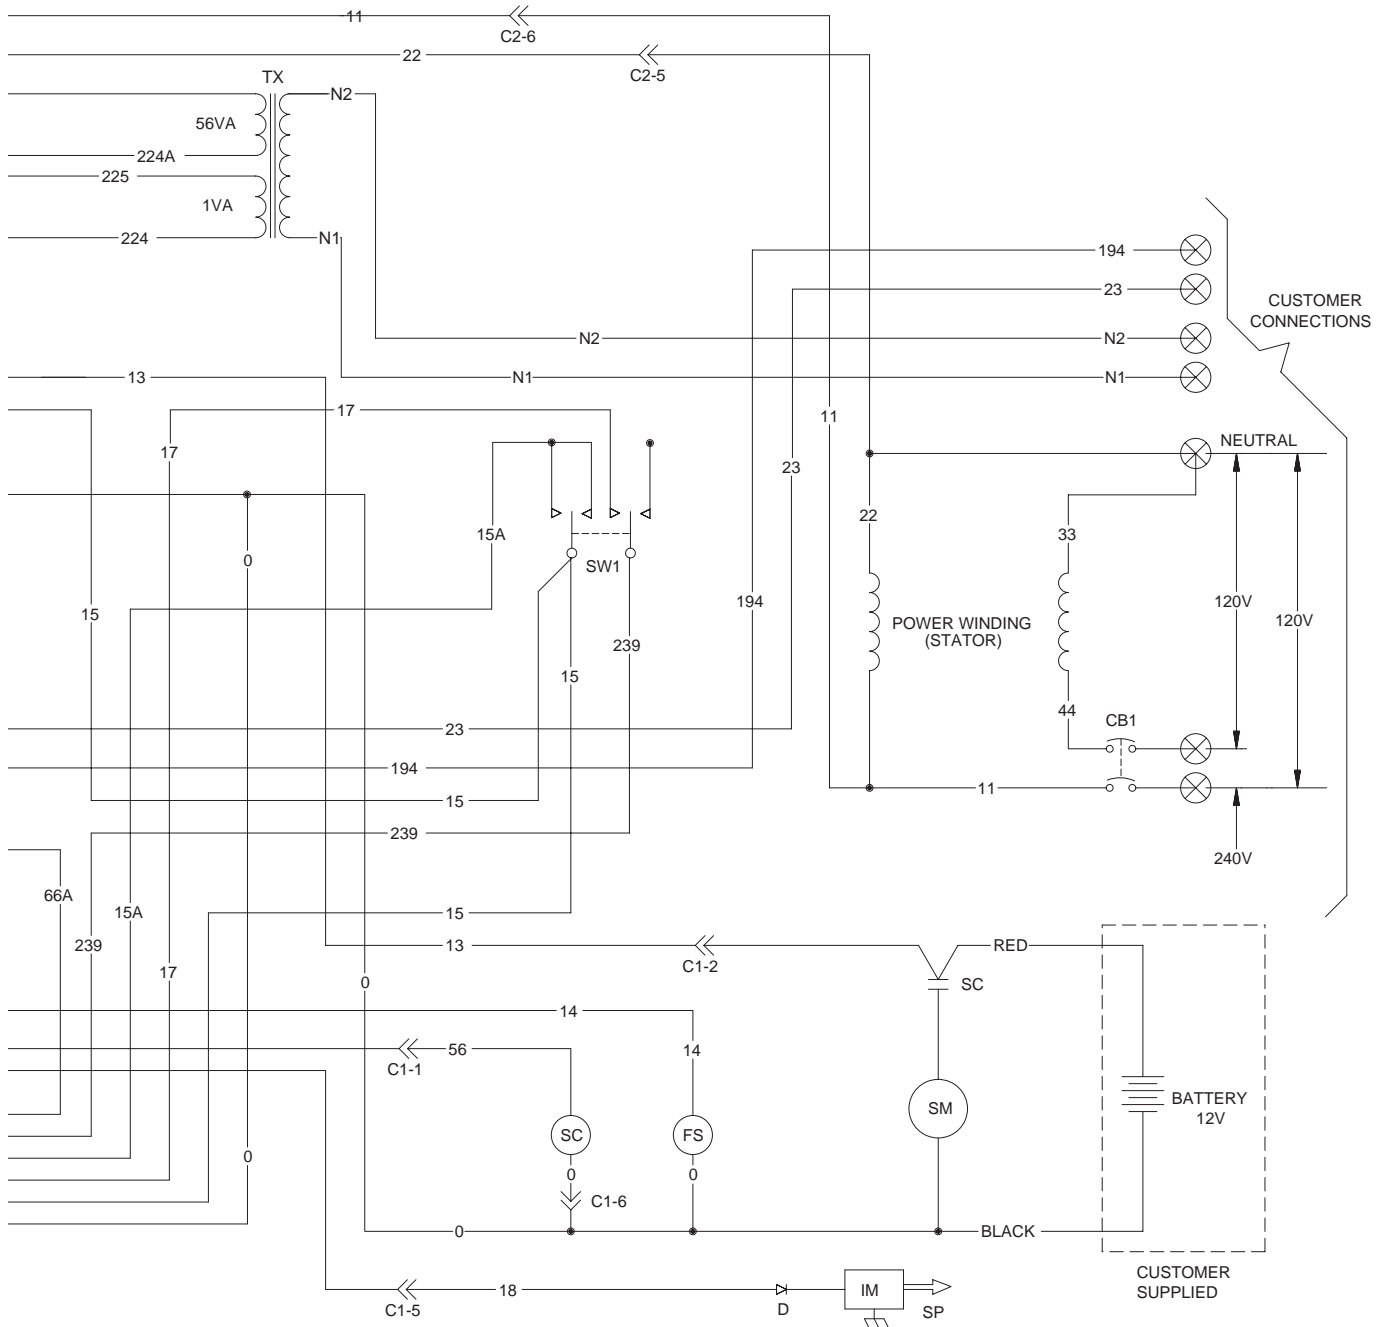 11
C2-6
22
C2-5
TX
N2
56VA
224A
225
1VA
224
N1
194
23
CUSTOMER
CONNECTIONS
N2
N2
13
N1
N1
17
11
NEUTRAL
17
23
22
33
15A
0
SW1
194
120V
120V
15
POWER WINDING
(STATOR)
239
15
44
CB1
23
194
11
15
239
240V
66A
15A
15
239
13
RED
C1-2
17
0
SC
14
56
14
C1-1
BATTERY
12V
SM
SC
FS
0
0
0
C1-6
0
BLACK
CUSTOMER
SUPPLIED
18
IM
C1-5
D
SP